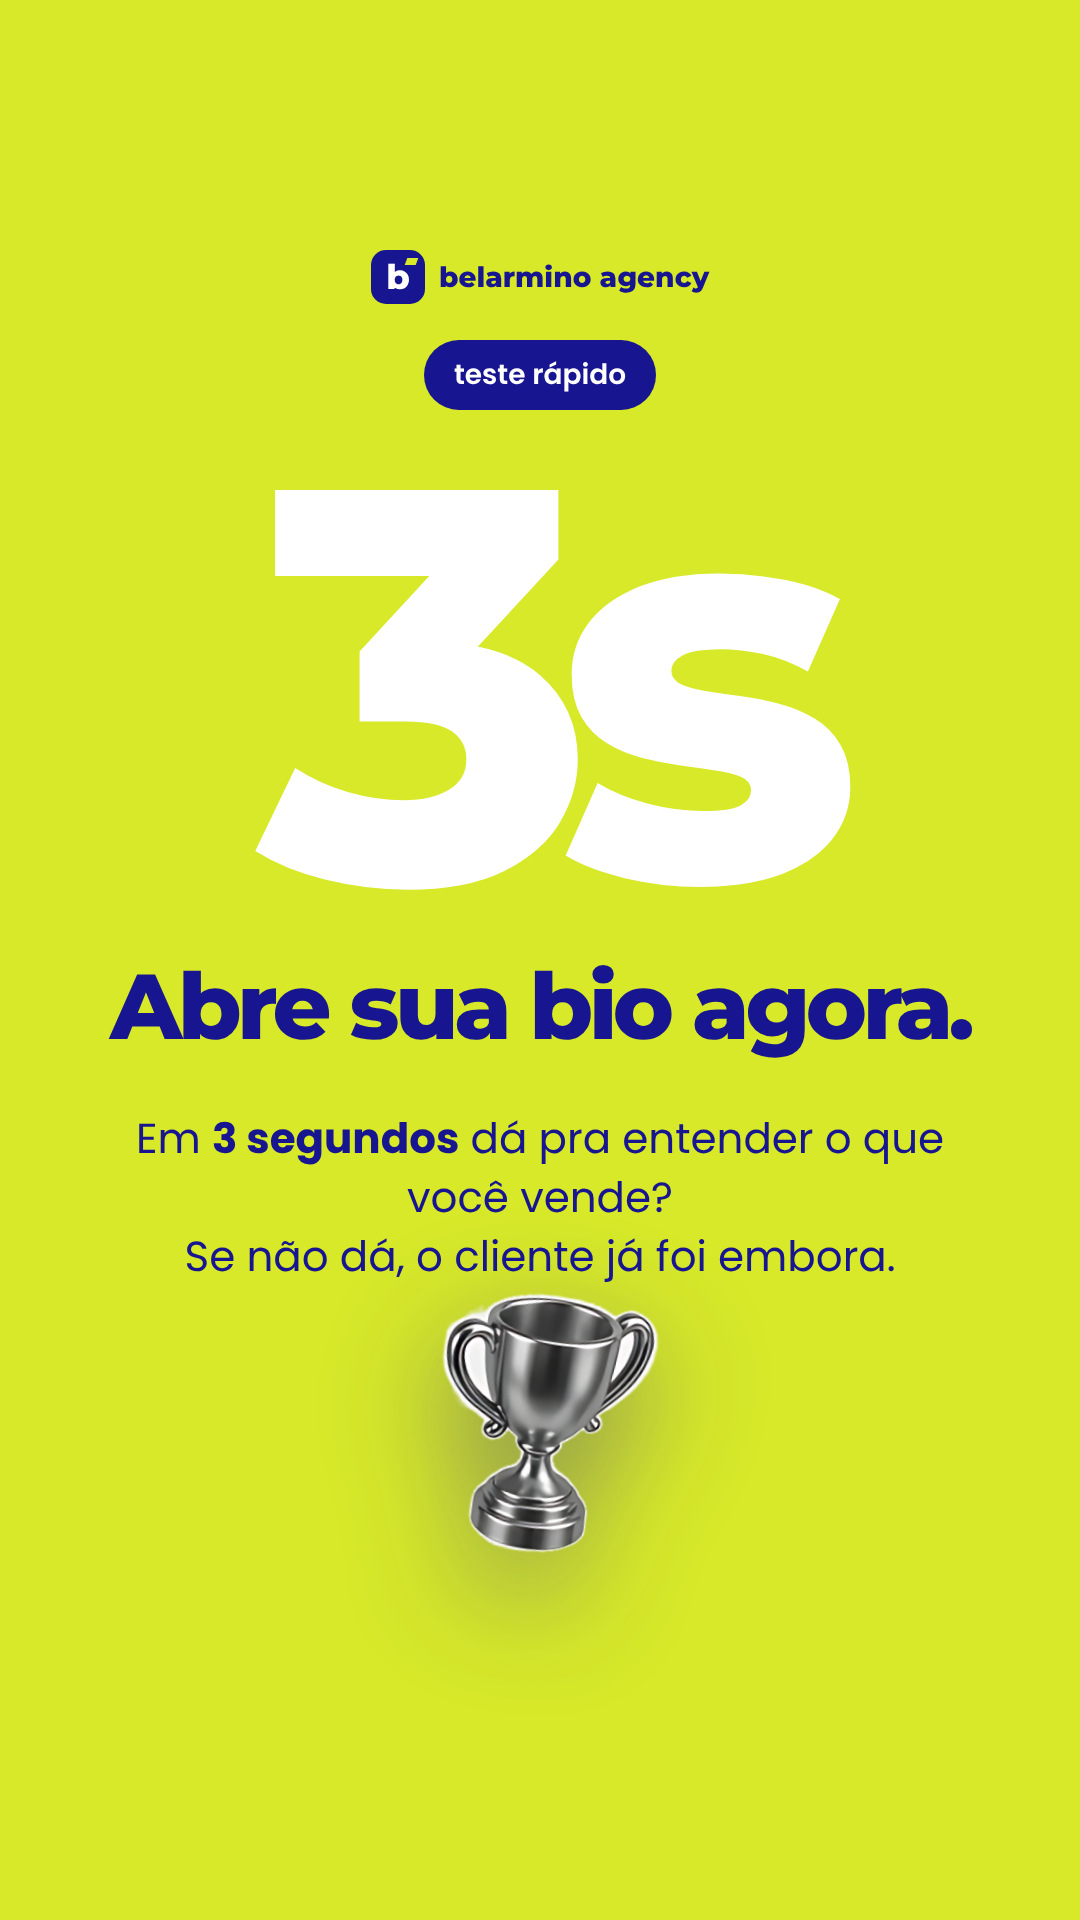 b belarmino agency
teste rápido
3s
Abre sua bio agora.
Em 3 segundos dá pra entender o que
você vende?
Se não dá, o cliente já foi embora.